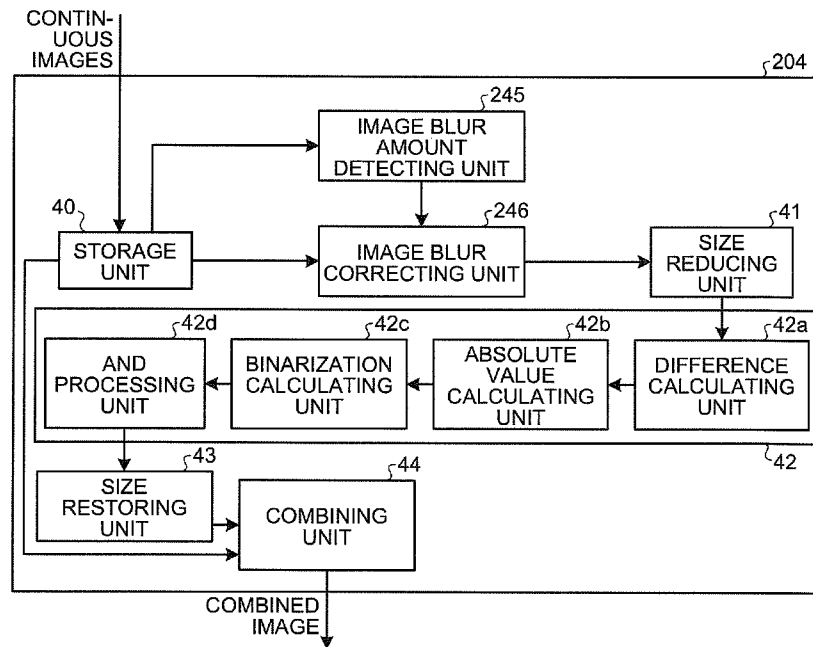 CONTIN-
UOUS
IMAGES
204
245
IMAGE BLUR
AMOUNT
DETECTING UNIT
40
STORAGE
UNIT
246
IMAGE BLUR
CORRECTING UNIT
41
SIZE
REDUCING
UNIT
42d
AND
PROCESSING
UNIT
42c
BINARIZATION
CALCULATING
UNIT
42b
ABSOLUTE
VALUE
CALCULATING
UNIT
42a
DIFFERENCE
CALCULATING
UNIT
42
43
SIZE
RESTORING
UNIT
44
COMBINING
UNIT
COMBINED
IMAGE